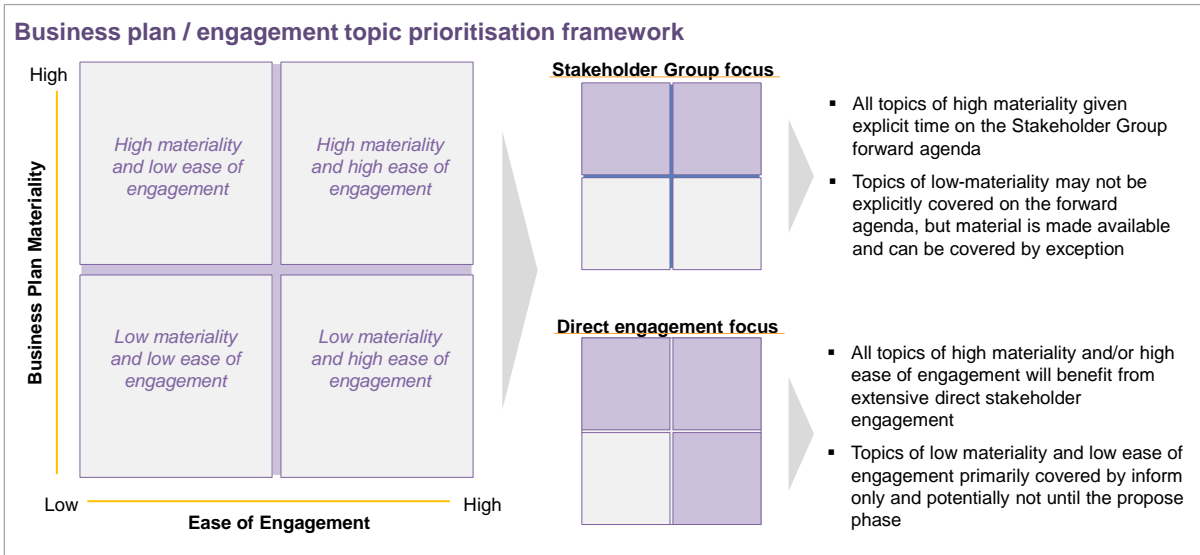 Business plan / engagement topic prioritisation framework
High
Business Plan Materiality
High materiality
and low ease of
engagement
High materiality
and high ease of
engagement
Low materiality
and low ease of
engagement
Low materiality
and high ease of
engagement
Low
High
Ease of Engagement
Stakeholder Group focus
▪ All topics of high materiality given
explicit time on the Stakeholder Group
forward agenda
▪ Topics of low-materiality may not be
explicitly covered on the forward
agenda, but material is made available
and can be covered by exception
Direct engagement focus
▪ All topics of high materiality and/or high
ease of engagement will benefit from
extensive direct stakeholder
engagement
▪ Topics of low materiality and low ease of
engagement primarily covered by inform
only and potentially not until the propose
phase